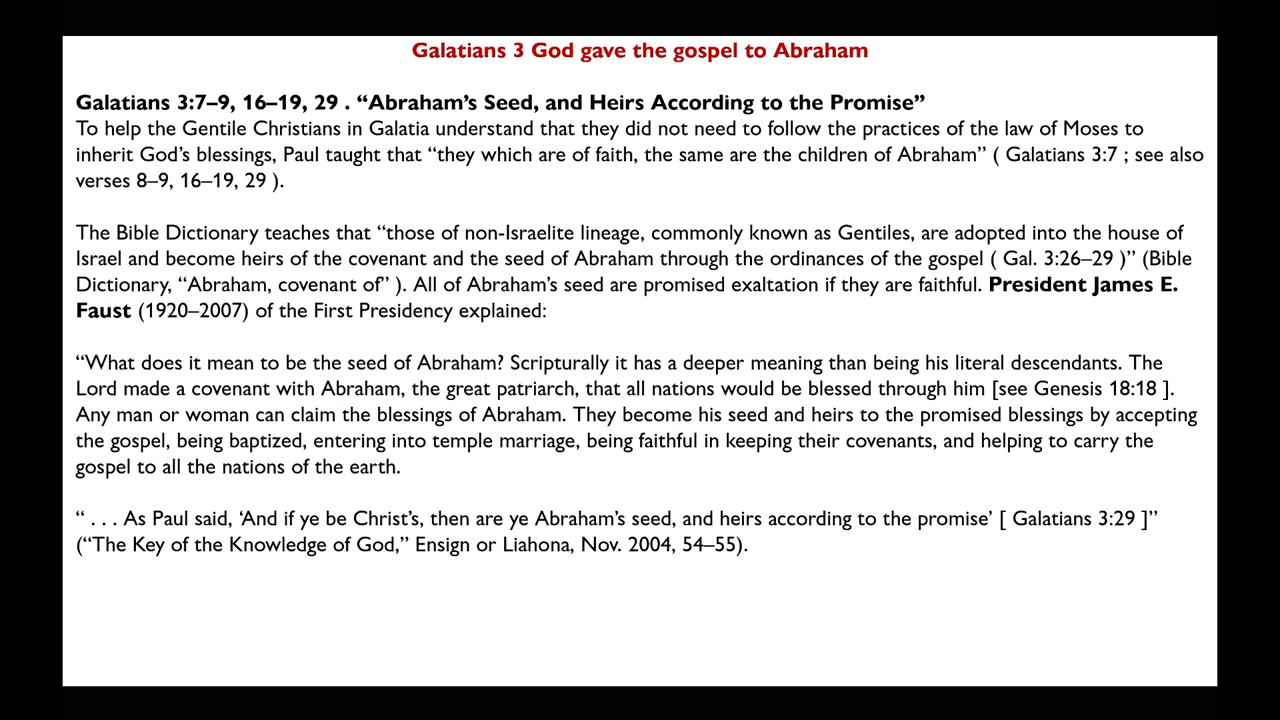 Galatians 3 God gave the gospel to Abraham
Galatians 3:7–9, 16–19, 29 . “Abraham’s Seed, and Heirs According to the Promise”
To help the Gentile Christians in Galatia understand that they did not need to follow the practices of the law of Moses to
inherit God’s blessings, Paul taught that “they which are of faith, the same are the children of Abraham” ( Galatians 3:7 ; see also
verses 8–9, 16–19, 29 ).
The Bible Dictionary teaches that “those of non-Israelite lineage, commonly known as Gentiles, are adopted into the house of
Israel and become heirs of the covenant and the seed of Abraham through the ordinances of the gospel ( Gal. 3:26–29 )” (Bible
Dictionary, “Abraham, covenant of” ). All of Abraham’s seed are promised exaltation if they are faithful. President James E.
Faust (1920–2007) of the First Presidency explained:
“What does it mean to be the seed of Abraham? Scripturally it has a deeper meaning than being his literal descendants. The
Lord made a covenant with Abraham, the great patriarch, that all nations would be blessed through him [see Genesis 18:18 ].
Any man or woman can claim the blessings of Abraham. They become his seed and heirs to the promised blessings by accepting
the gospel, being baptized, entering into temple marriage, being faithful in keeping their covenants, and helping to carry the
gospel to all the nations of the earth.
“ . . . As Paul said, ‘And if ye be Christ’s, then are ye Abraham’s seed, and heirs according to the promise’ [ Galatians 3:29 ]”
(“The Key of the Knowledge of God,” Ensign or Liahona, Nov. 2004, 54–55).